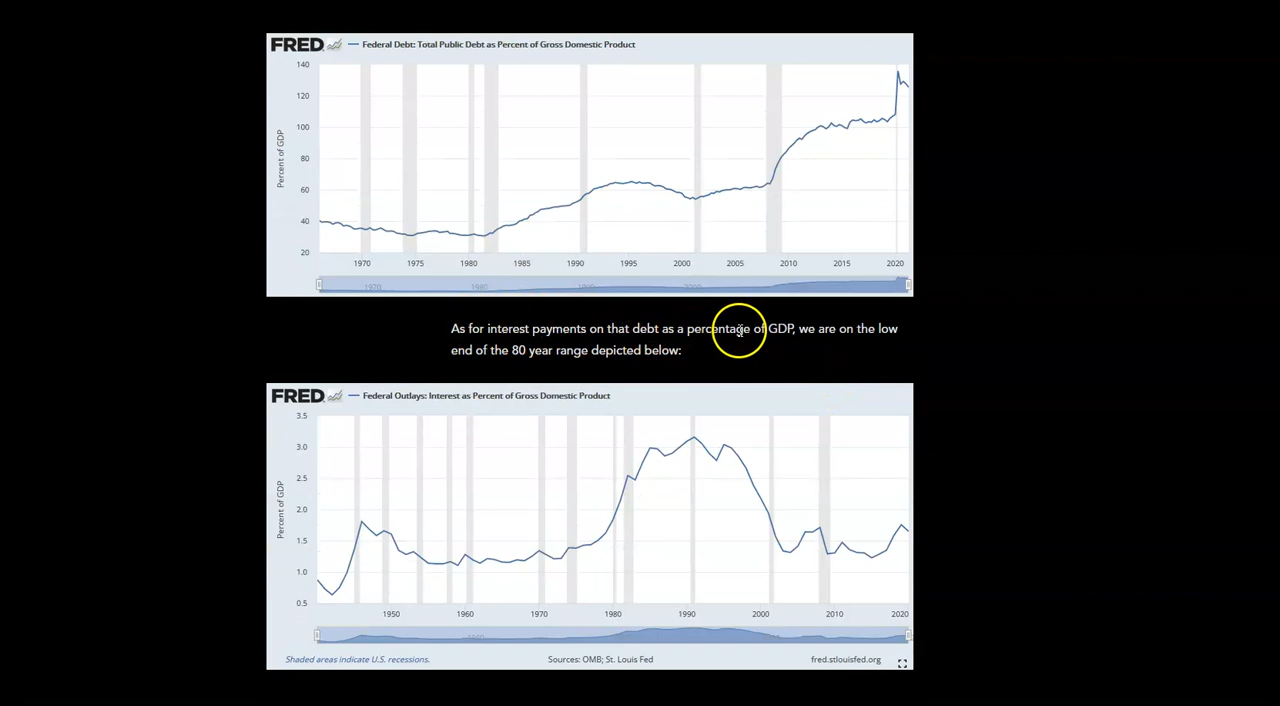 FRED — Federal Debt: Total Public Debt as Percent of Gross Domestic Product
140
120
100
80
60
40
20
Percent of GDP
1970 1975 1980 1985 1990 1995 2000 2005 2010 2015 2020
1970 1980 1990 2000
As for interest payments on that debt as a percentage of GDP, we are on the low
end of the 80 year range depicted below:
FRED — Federal Outlays: Interest as Percent of Gross Domestic Product
3.5
3.0
2.5
2.0
1.5
1.0
0.5
Percent of GDP
1950 1960 1970 1980 1990 2000 2010 2020
Shaded areas indicate U.S. recessions. Sources: OMB; St. Louis Fed fred.stlouisfed.org